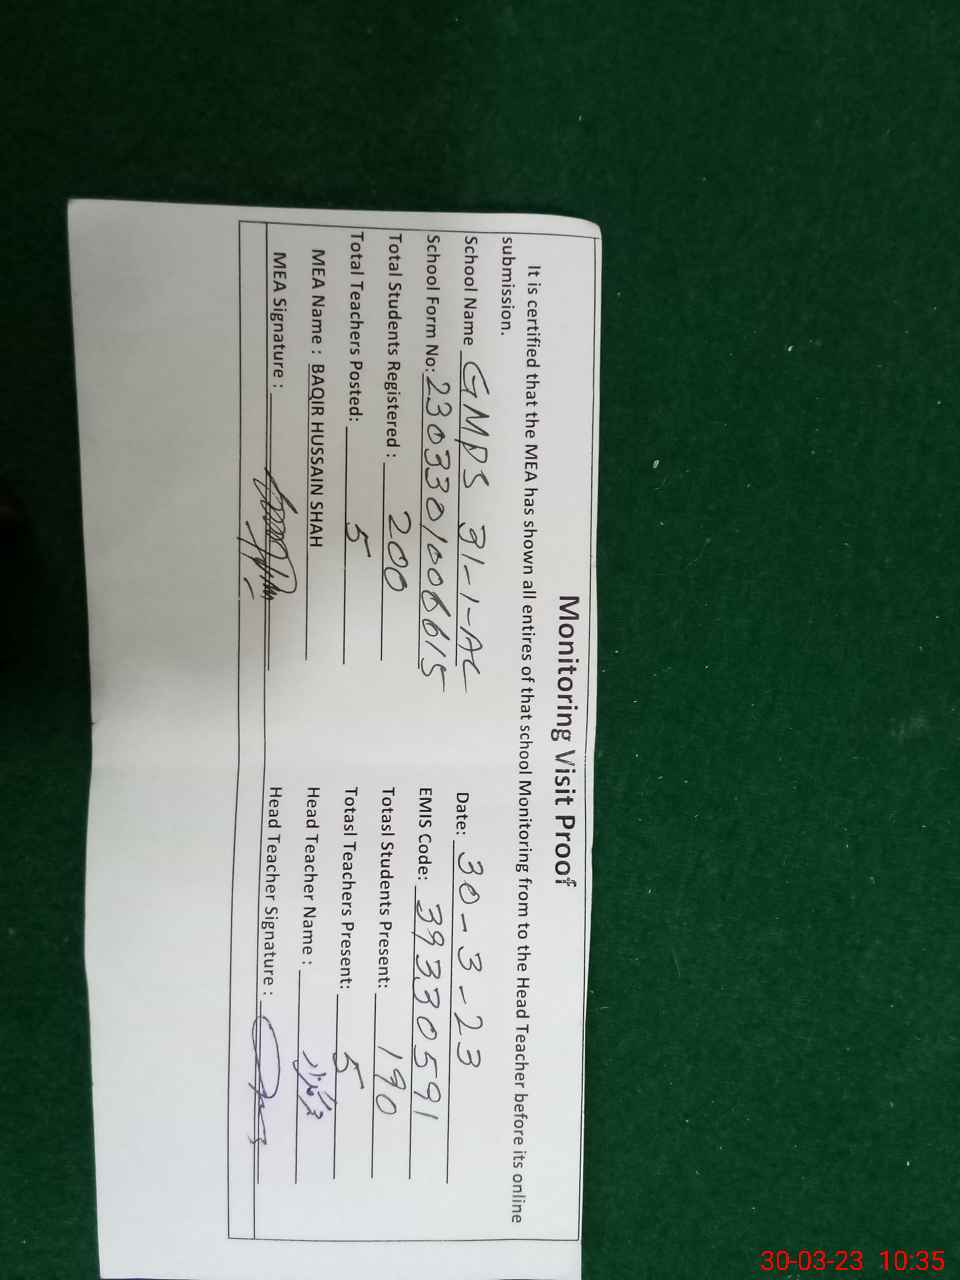 Monitoring Visit Proof
It is certified that the MEA has shown all entires of that school Monitoring from to the Head Teacher before its online
submission.
School Name GMPS 31-1-AL Date: 30-3-23
School Form No: 2303301006615 EMIS Code: 39330591
Total Students Registered : 200 Totasl Students Present: 190
Total Teachers Posted: 5 Totasl Teachers Present: 5
MEA Name : BAQIR HUSSAIN SHAH Head Teacher Name :
MEA Signature : Head Teacher Signature :
30-03-23 10:35